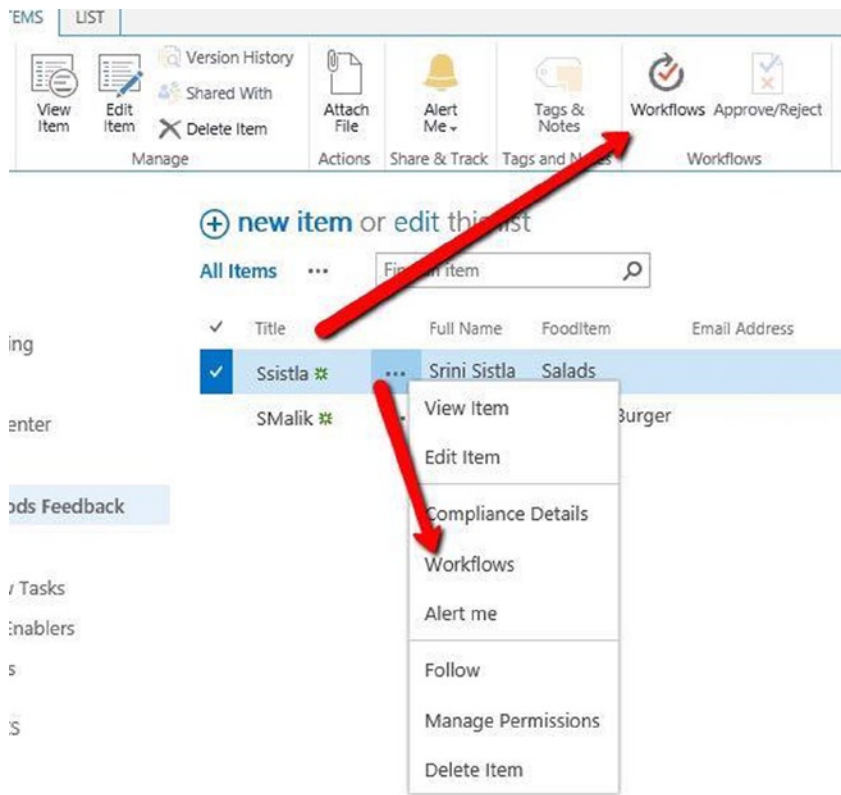 EMS LIST
View Item
Edit Item
Version History
Shared With
Delete Item
Attach File
Alert Me
Tags & Notes
Workflows
Approve/Reject
Manage
Actions
Share & Track
Tags and
Workflows
new item or edit this list
All Items ...
item
Title Full Name FoodItem Email Address
ing
Ssistla ... Srini Sistla Salads
SMalik Burger
enter
View Item
Edit Item
ods Feedback
Compliance Details
Workflows
Tasks
Alert me
Enablers
s
Follow
Manage Permissions
s
Delete Item